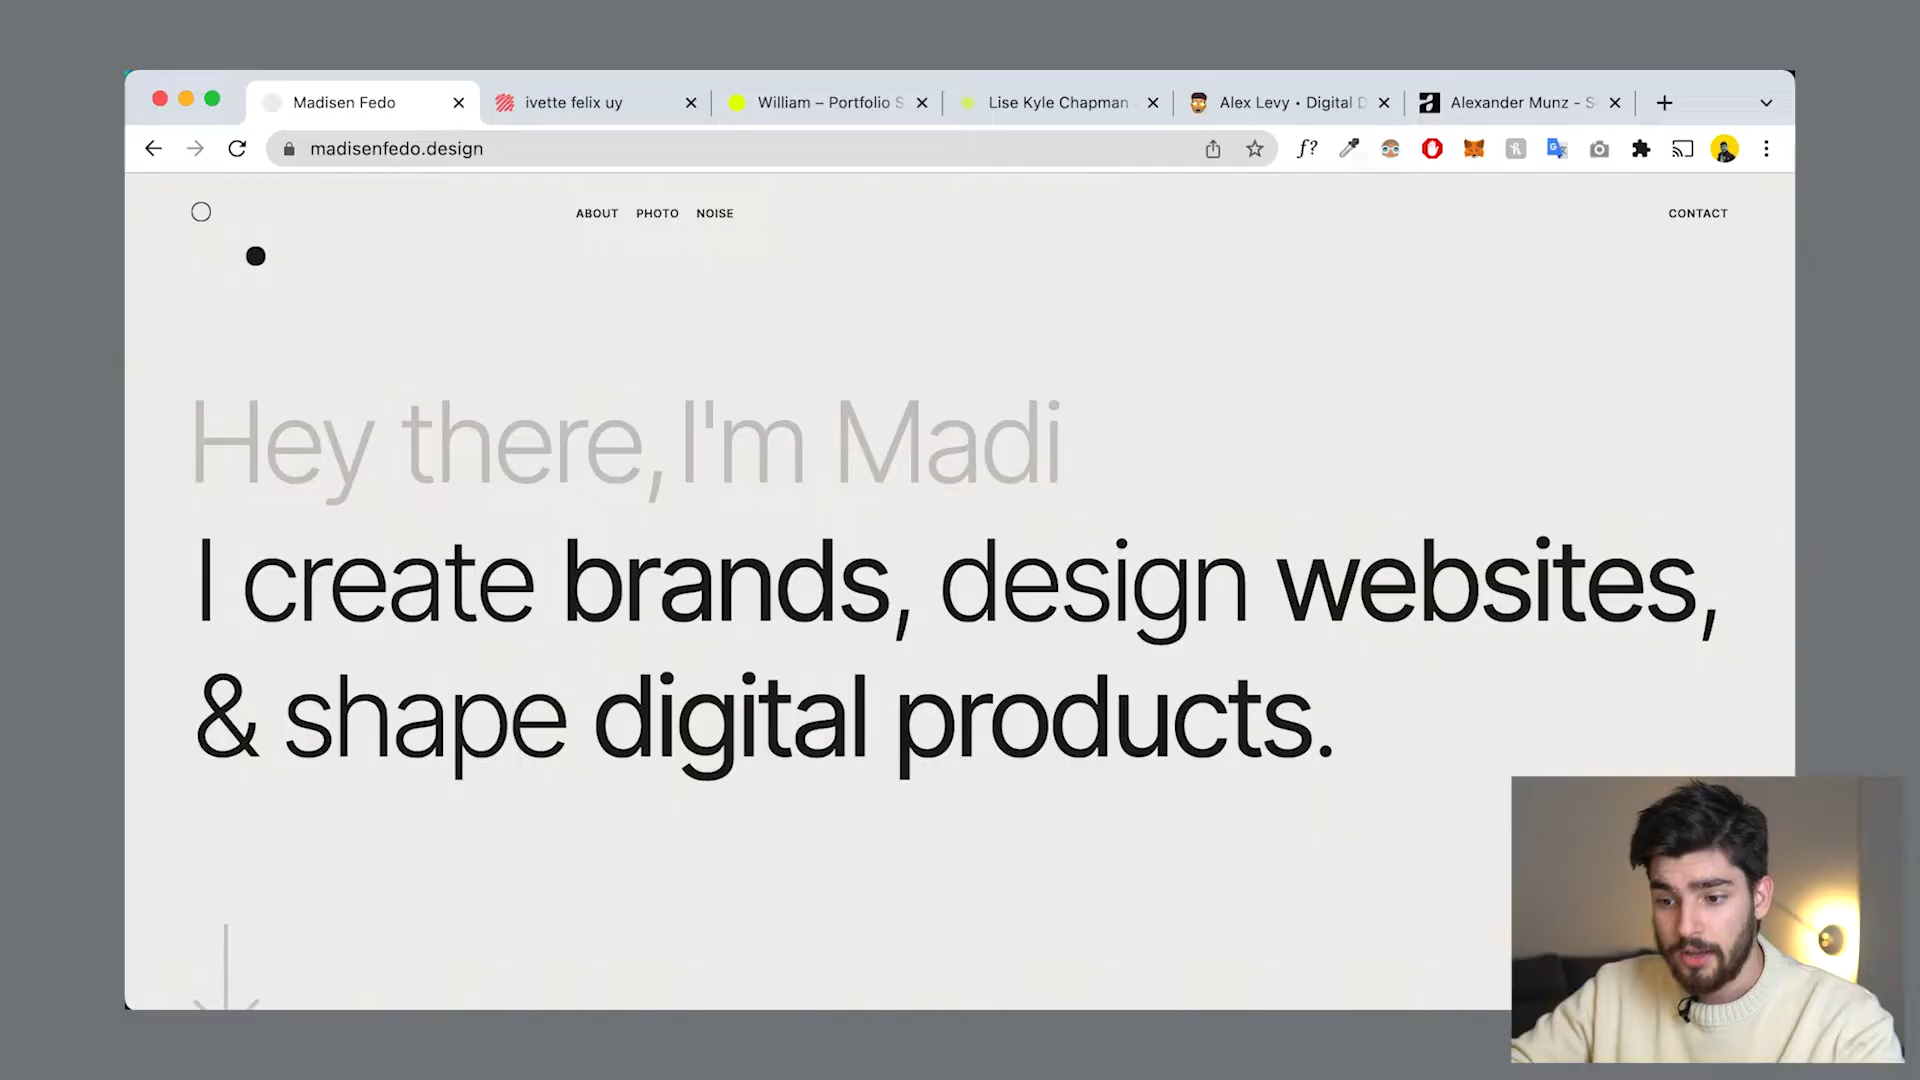 Madisen Fedo
ivette felix uy
William – Portfolio S
Lise Kyle Chapman
Alex Levy • Digital D
Alexander Munz - S
madisenfedo.design
f?
ABOUT PHOTO NOISE
CONTACT
Hey there, I'm Madi
I create brands, design websites,
& shape digital products.